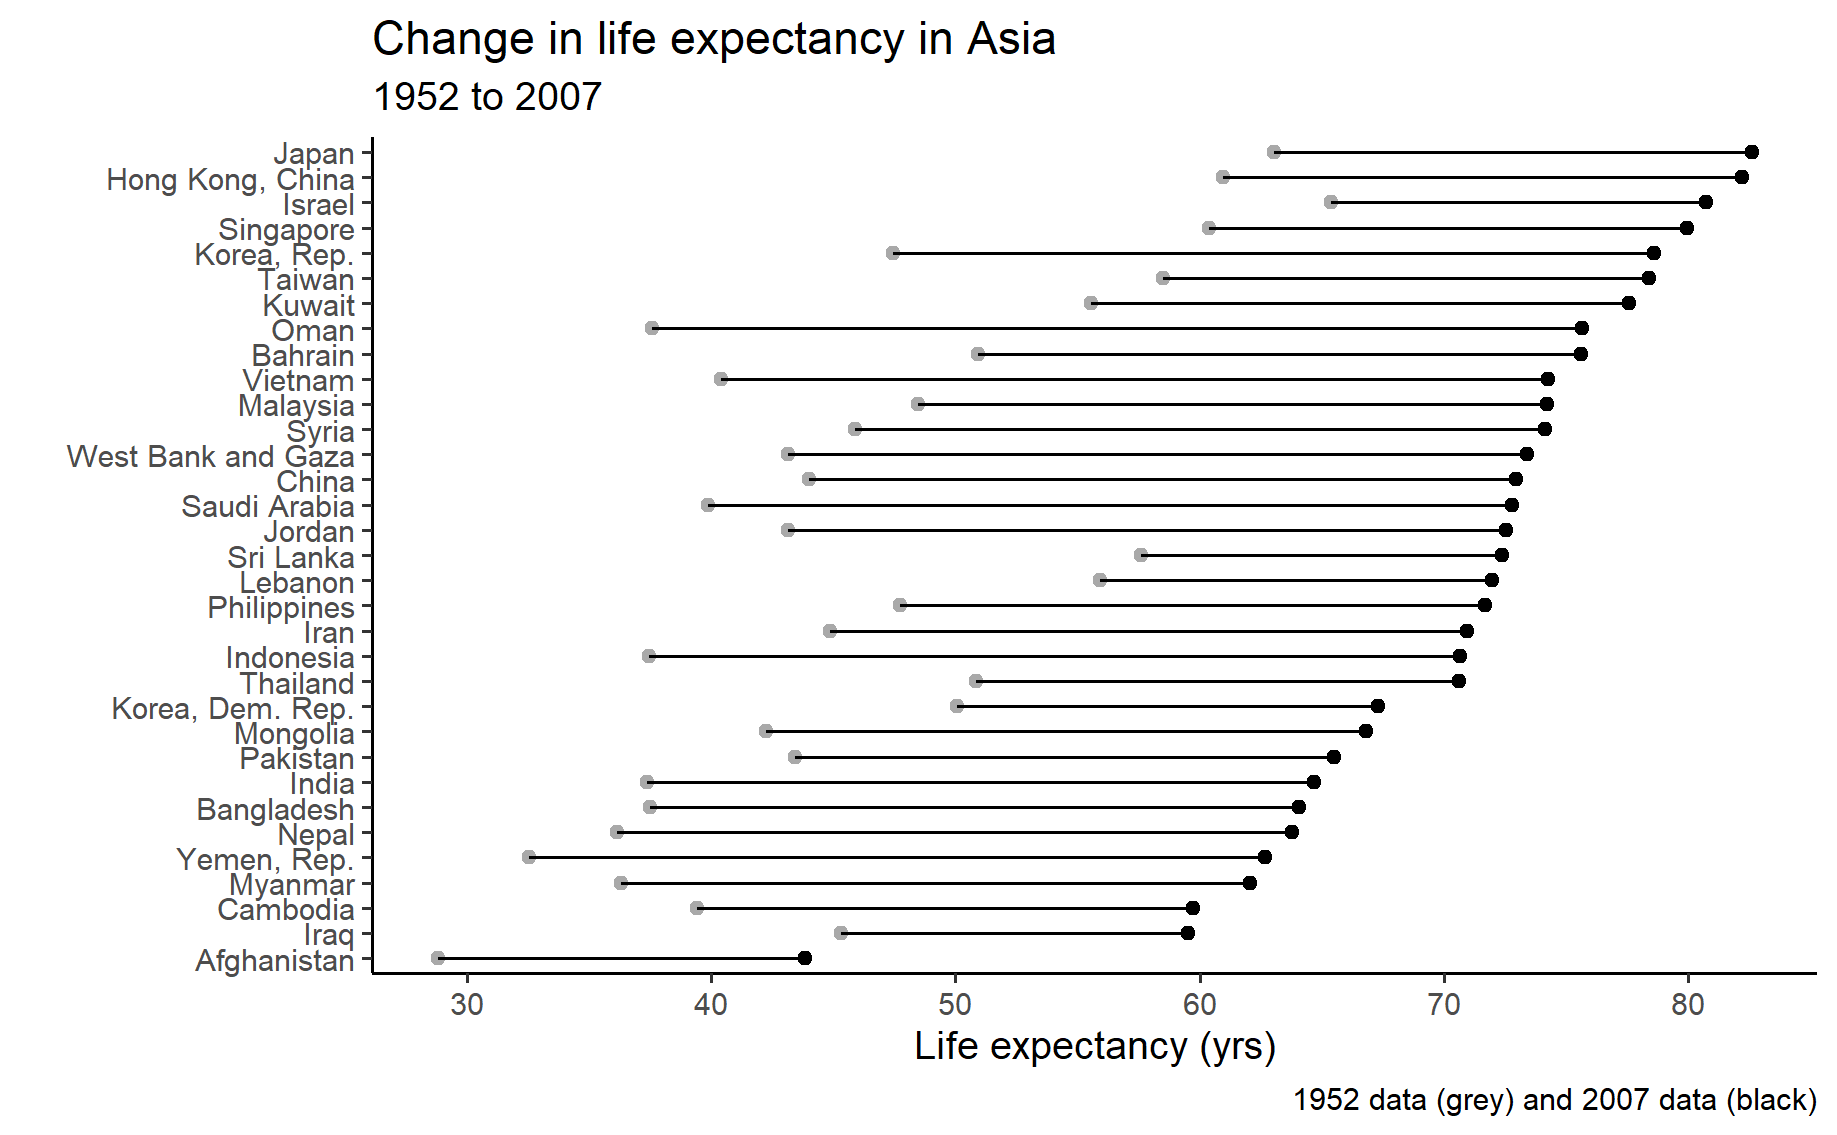 Change in life expectancy in Asia
1952 to 2007
Japan
Hong Kong, China
Israel
Singapore
Korea, Rep.
Taiwan
Kuwait
Oman
Bahrain
Vietnam
Malaysia
Syria
West Bank and Gaza
China
Saudi Arabia
Jordan
Sri Lanka
Lebanon
Philippines
Iran
Indonesia
Thailand
Korea, Dem. Rep.
Mongolia
Pakistan
India
Bangladesh
Nepal
Yemen, Rep.
Myanmar
Cambodia
Iraq
Afghanistan
30 40 50 60 70 80
Life expectancy (yrs)
1952 data (grey) and 2007 data (black)